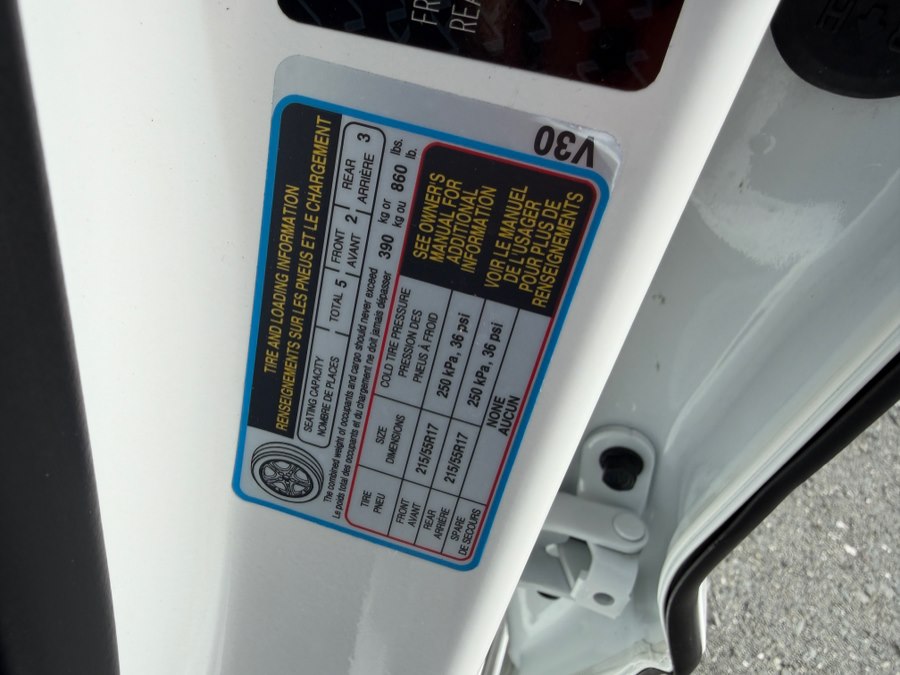 FR
REA
V30
TIRE AND LOADING INFORMATION
RENSEIGNEMENTS SUR LES PNEUS ET LE CHARGEMENT
SEATING CAPACITY
NOMBRE DE PLACES
TOTAL 5
FRONT
AVANT 2
REAR
ARRIÈRE 3
The combined weight of occupants and cargo should never exceed 390 kg or 860 lbs.
Le poids total des occupants et du chargement ne doit jamais dépasser kg ou lb.
TIRE
PNEU
SIZE
DIMENSIONS
COLD TIRE PRESSURE
PRESSION DES
PNEUS À FROID
FRONT
AVANT
215/55R17
250 kPa, 36 psi
REAR
ARRIÈRE
215/55R17
250 kPa, 36 psi
SPARE
DE SECOURS
NONE
AUCUN
SEE OWNER'S
MANUAL FOR
ADDITIONAL
INFORMATION
VOIR LE MANUEL
DE L'USAGER
POUR PLUS DE
RENSEIGNEMENTS